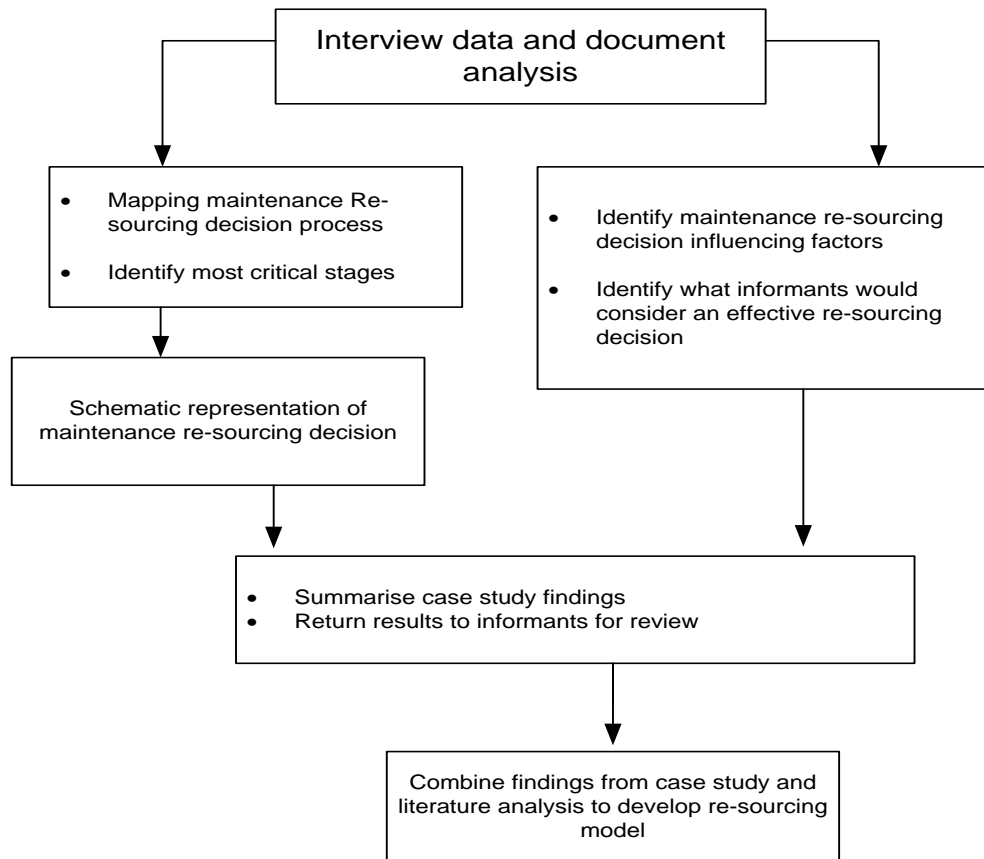 Interview data and document
analysis
• Mapping maintenance Re-
sourcing decision process
• Identify most critical stages
• Identify maintenance re-sourcing
decision influencing factors
• Identify what informants would
consider an effective re-sourcing
decision
Schematic representation of
maintenance re-sourcing decision
• Summarise case study findings
• Return results to informants for review
Combine findings from case study and
literature analysis to develop re-sourcing
model